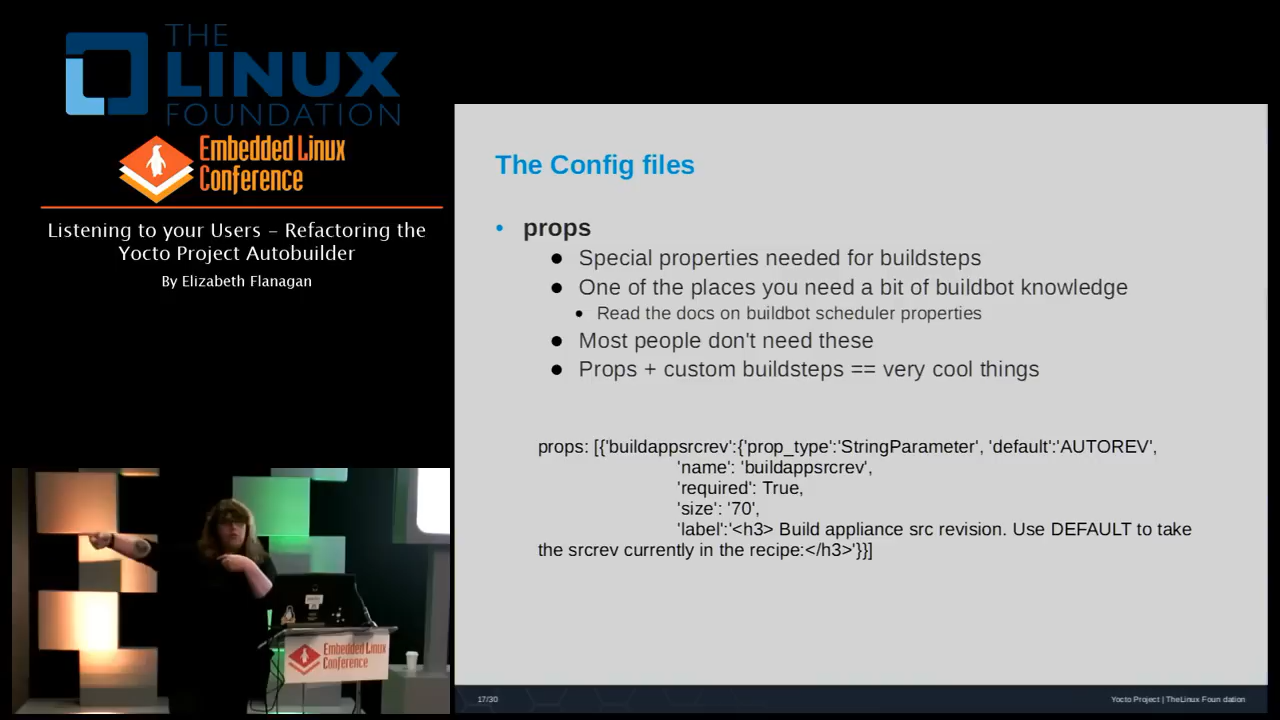 THE
LINUX
FOUNDATION
Embedded Linux
Conference
Listening to your Users – Refactoring the
Yocto Project Autobuilder
By Elizabeth Flanagan
The Config files
• props
● Special properties needed for buildsteps
● One of the places you need a bit of buildbot knowledge
• Read the docs on buildbot scheduler properties
● Most people don't need these
● Props + custom buildsteps == very cool things
props: [{'buildappsrcrev':{'prop_type':'StringParameter', 'default':'AUTOREV',
'name': 'buildappsrcrev',
'required': True,
'size': '70',
'label':'<h3> Build appliance src revision. Use DEFAULT to take
the srcrev currently in the recipe:</h3>'}}]
Embedded Linux
Conference
17/30
Yocto Project | TheLinux Foun dation